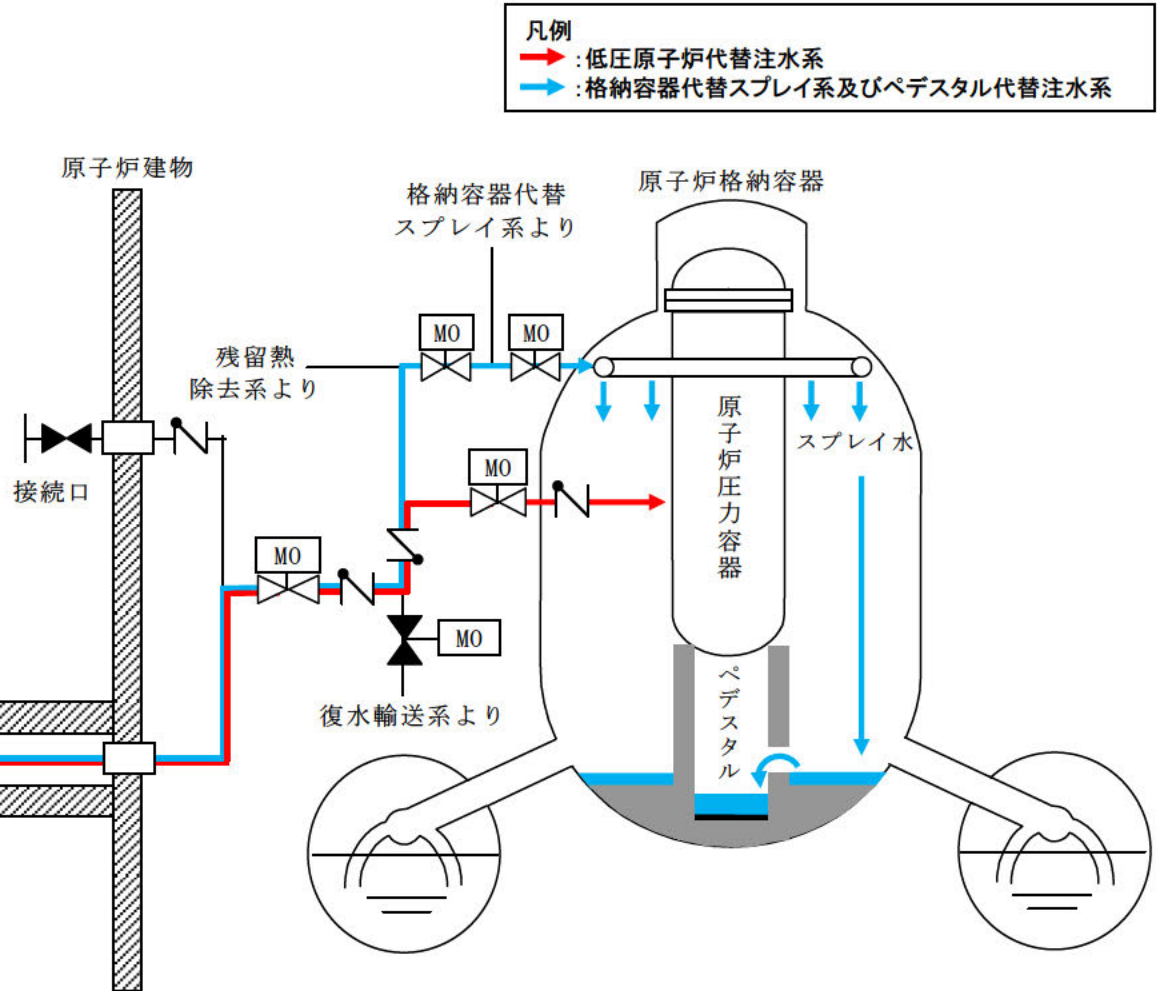 凡例
:低圧原子炉代替注水系
:格納容器代替スプレイ系及びペデスタル代替注水系
原子炉建物
格納容器代替
スプレイ系より
原子炉格納容器
MO
MO
残留熱
除去系より
原子炉圧力容器
スプレイ水
接続口
MO
MO
MO
復水輸送系より
ペデスタル